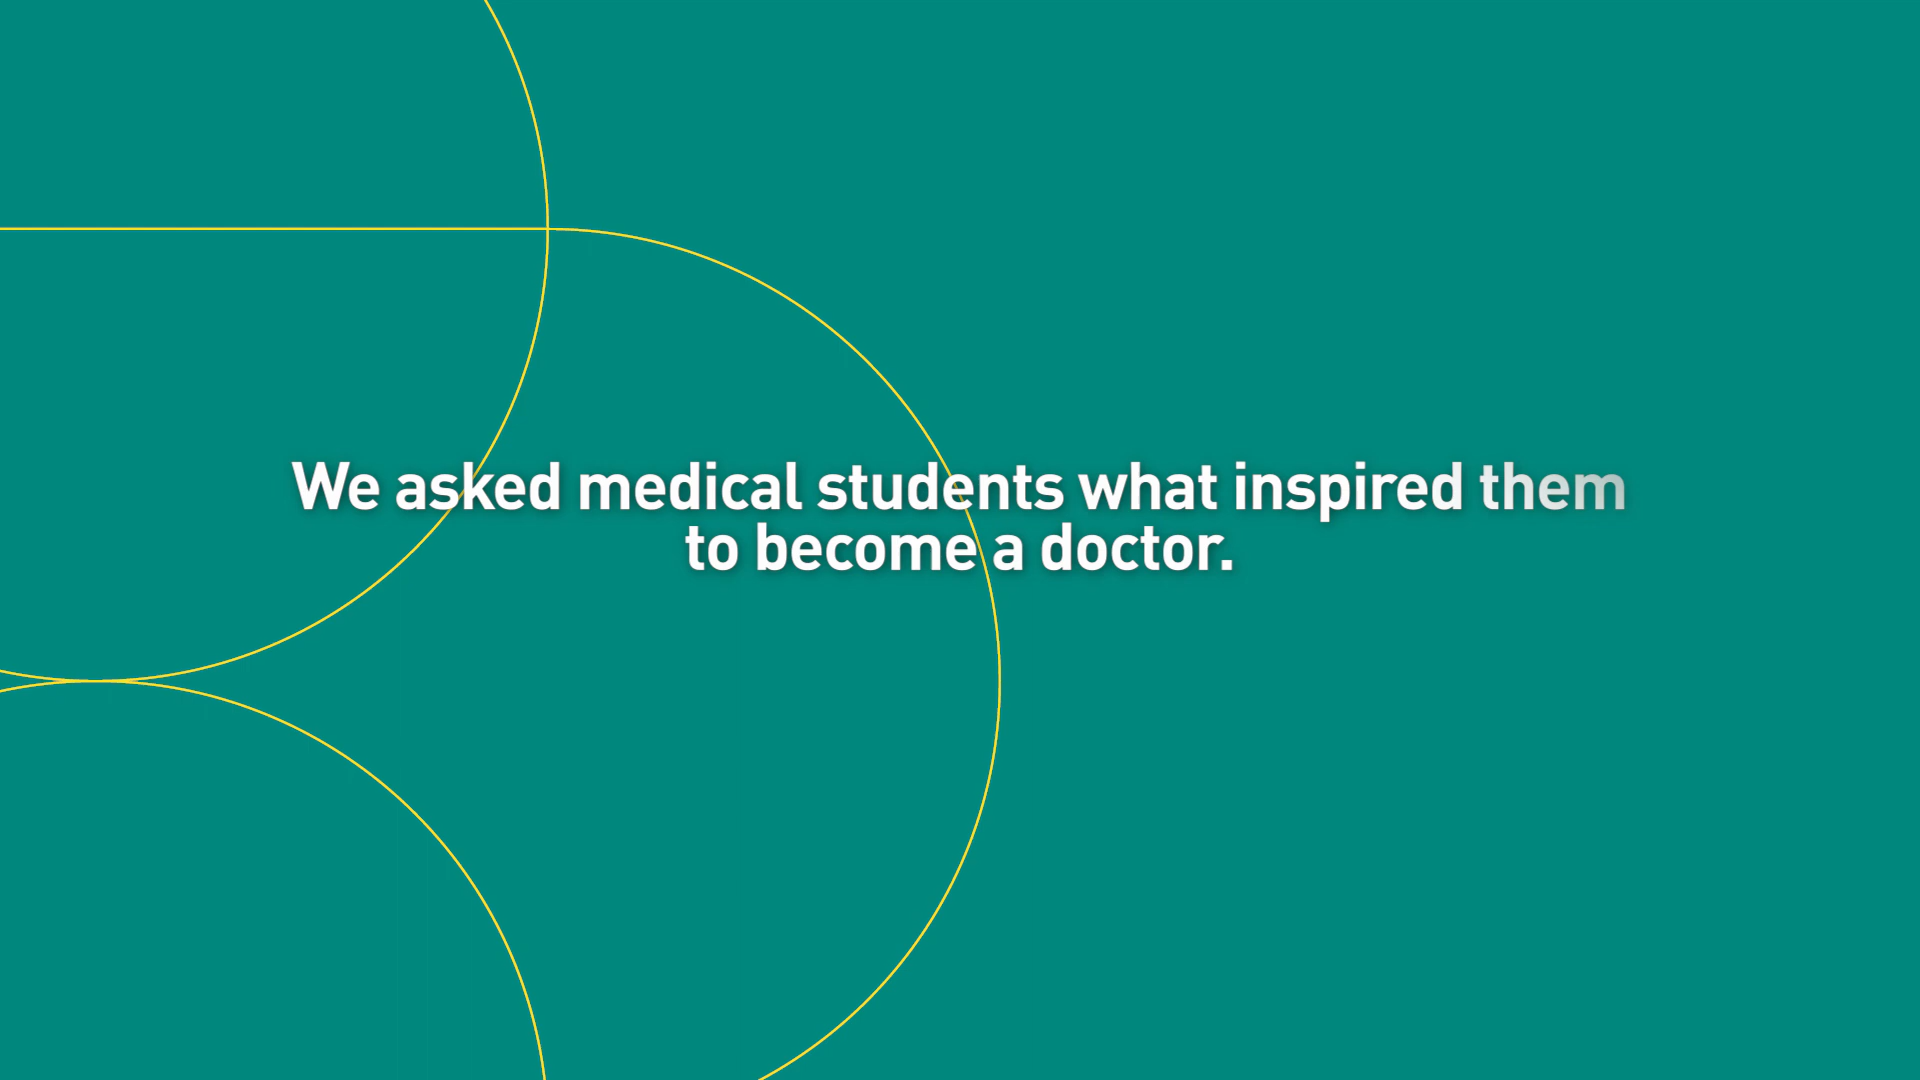 We asked medical students what inspired them
to become a doctor.